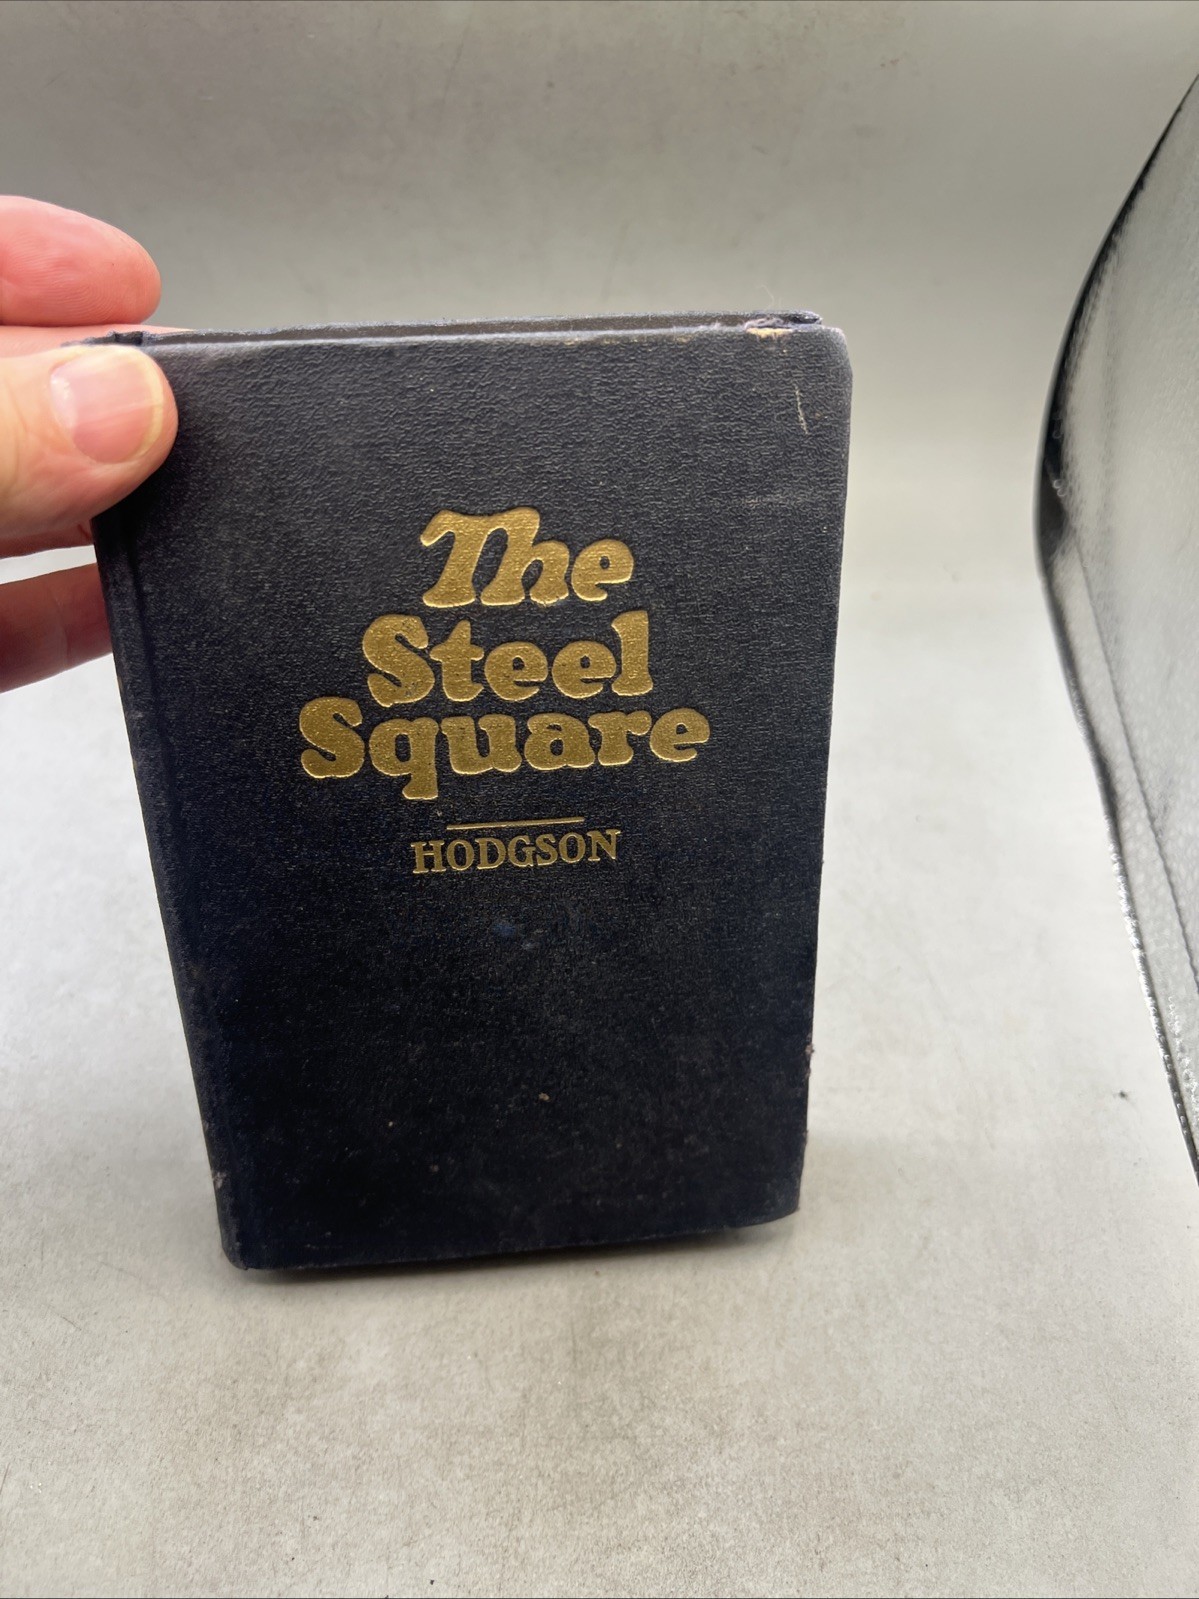 The
Steel
Square
HODGSON